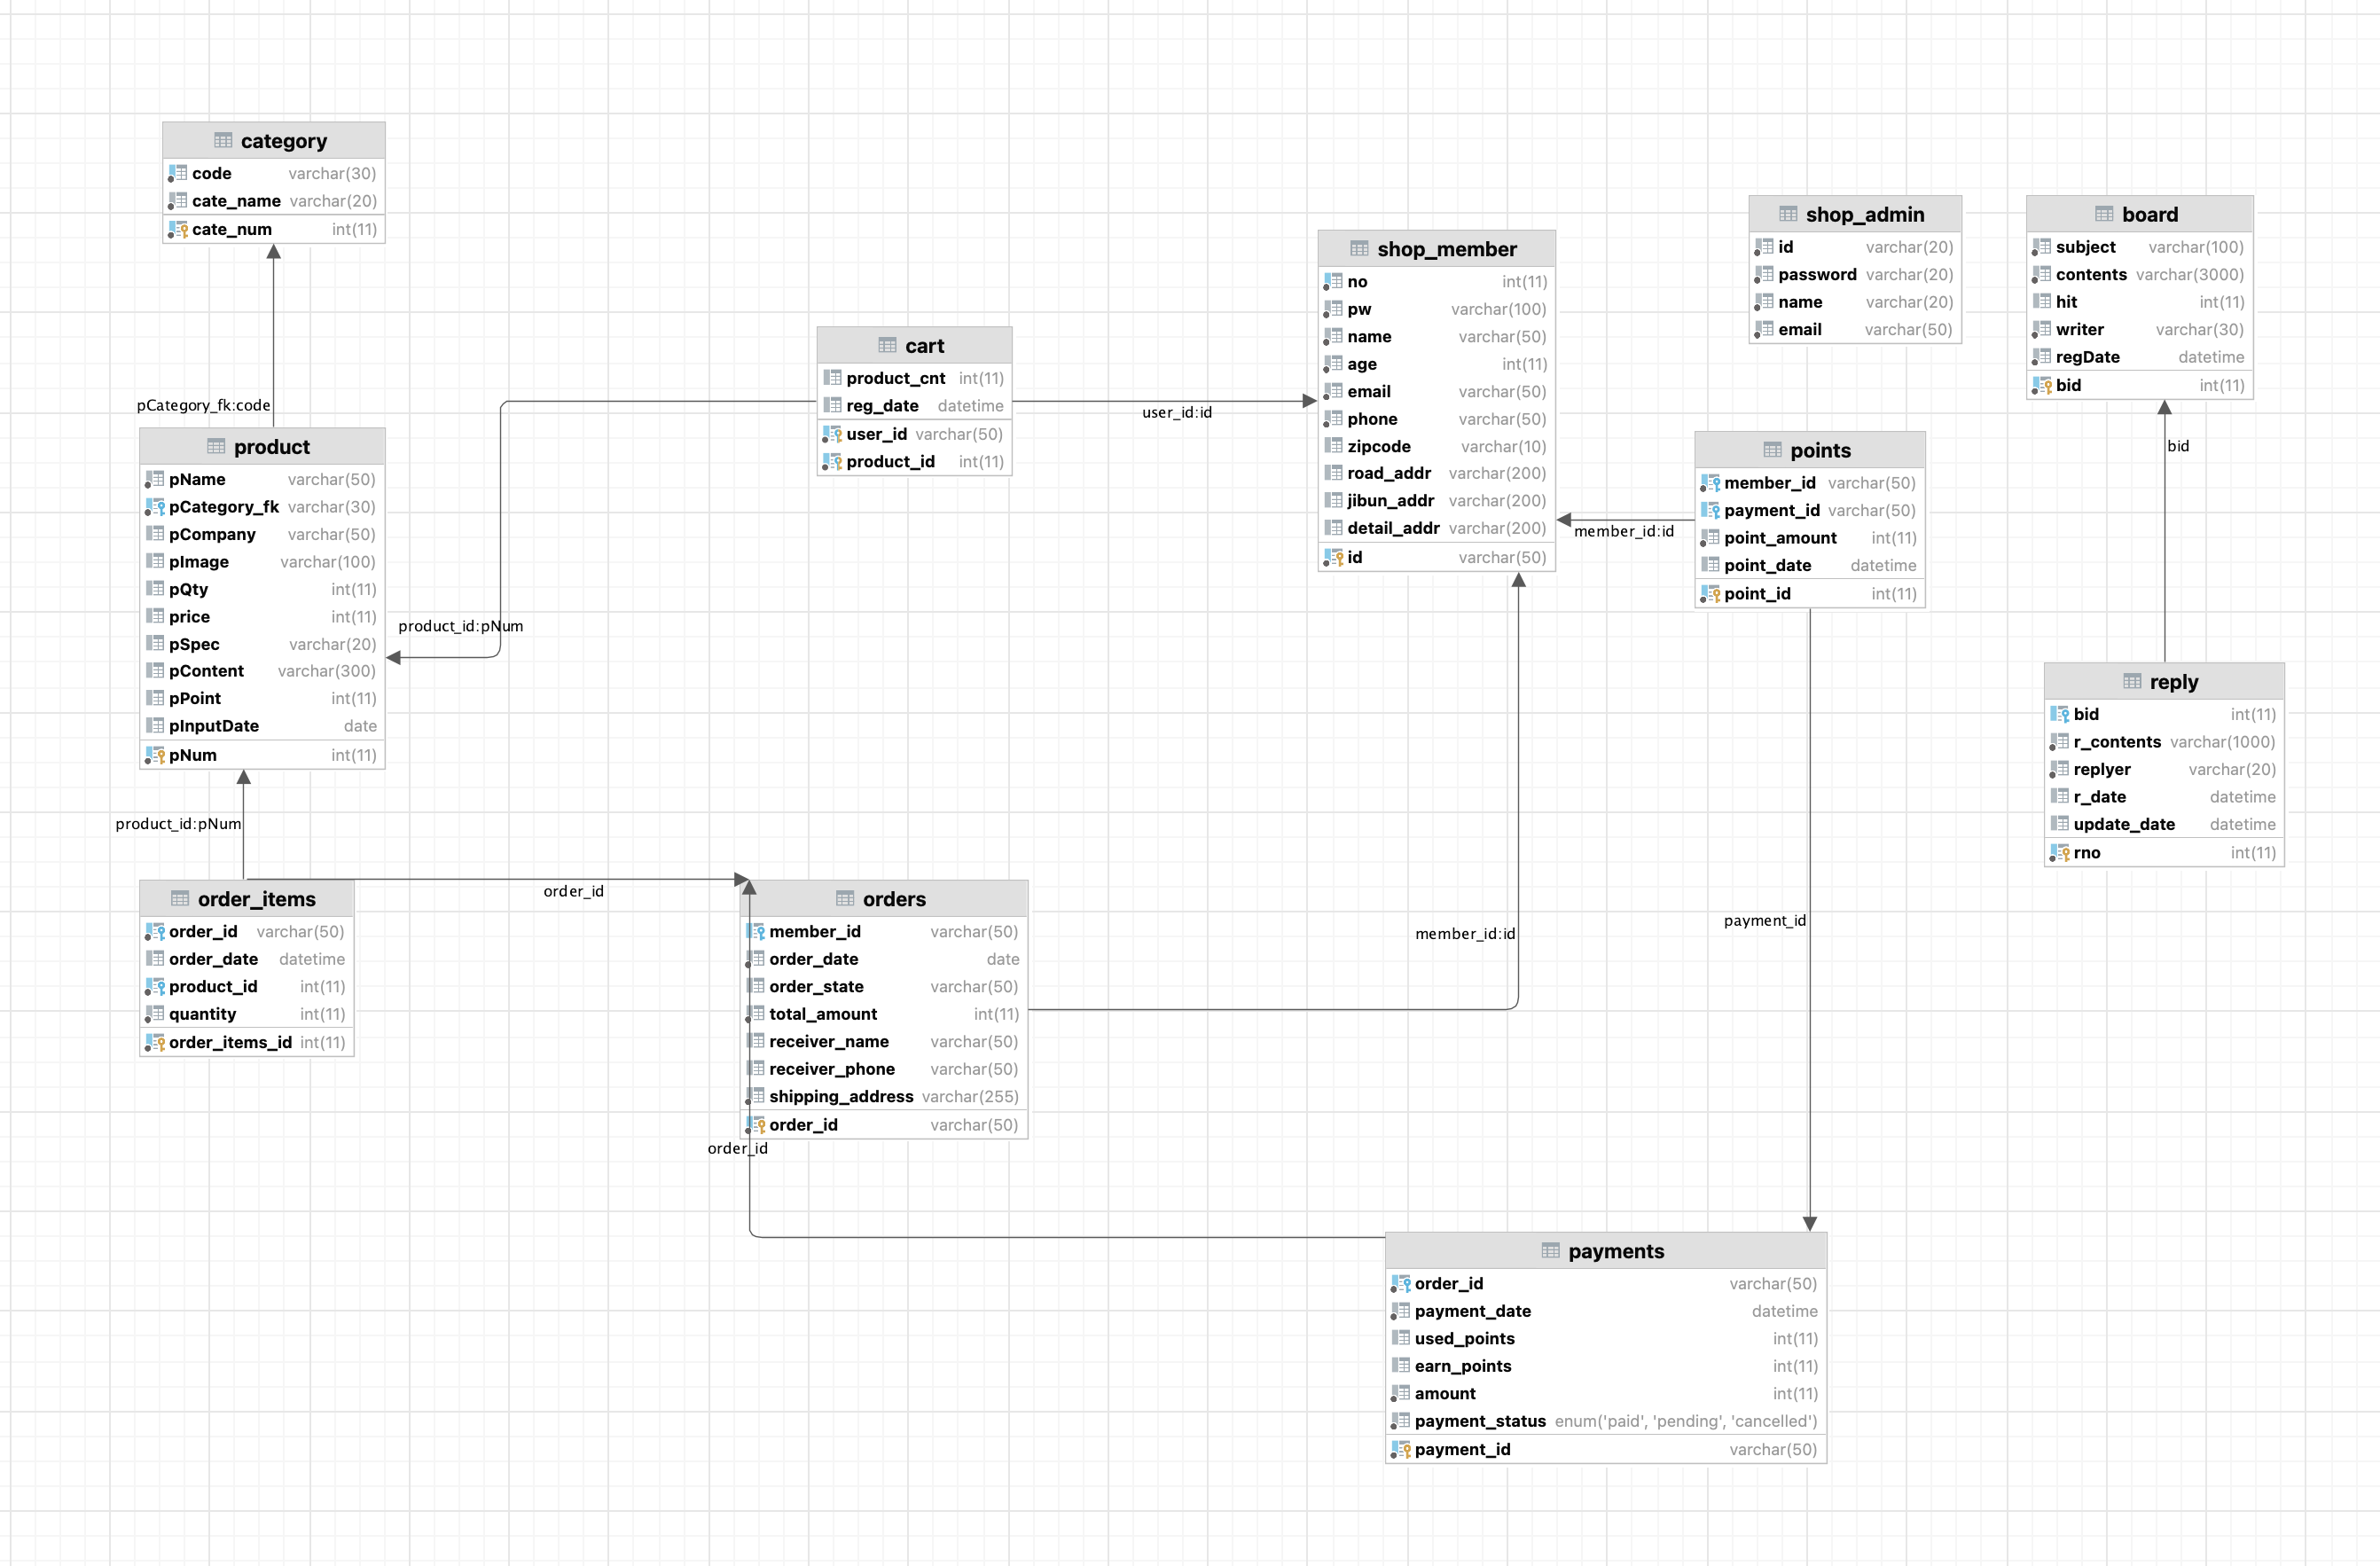 category
code varchar(30)
cate_name varchar(20)
cate_num int(11)
pCategory_fk:code
product
pName varchar(50)
pCategory_fk varchar(30)
pCompany varchar(50)
pImage varchar(100)
pQty int(11)
price int(11)
pSpec varchar(20)
pContent varchar(300)
pPoint int(11)
pInputDate date
pNum int(11)
product_id:pNum
order_items
order_id varchar(50)
order_date datetime
product_id int(11)
quantity int(11)
order_items_id int(11)
order_id
cart
product_cnt int(11)
reg_date datetime
user_id varchar(50)
product_id int(11)
product_id:pNum
user_id:id
orders
member_id varchar(50)
order_date date
order_state varchar(50)
total_amount int(11)
receiver_name varchar(50)
receiver_phone varchar(50)
shipping_address varchar(255)
order_id varchar(50)
order_id
shop_member
no int(11)
pw varchar(100)
name varchar(50)
age int(11)
email varchar(50)
phone varchar(50)
zipcode varchar(10)
road_addr varchar(200)
jibun_addr varchar(200)
detail_addr varchar(200)
id varchar(50)
member_id:id
member_id:id
shop_admin
id varchar(20)
password varchar(20)
name varchar(20)
email varchar(50)
points
member_id varchar(50)
payment_id varchar(50)
point_amount int(11)
point_date datetime
point_id int(11)
payment_id
payments
order_id varchar(50)
payment_date datetime
used_points int(11)
earn_points int(11)
amount int(11)
payment_status enum('paid', 'pending', 'cancelled')
payment_id varchar(50)
board
subject varchar(100)
contents varchar(3000)
hit int(11)
writer varchar(30)
regDate datetime
bid int(11)
bid
reply
bid int(11)
r_contents varchar(1000)
replyer varchar(20)
r_date datetime
update_date datetime
rno int(11)